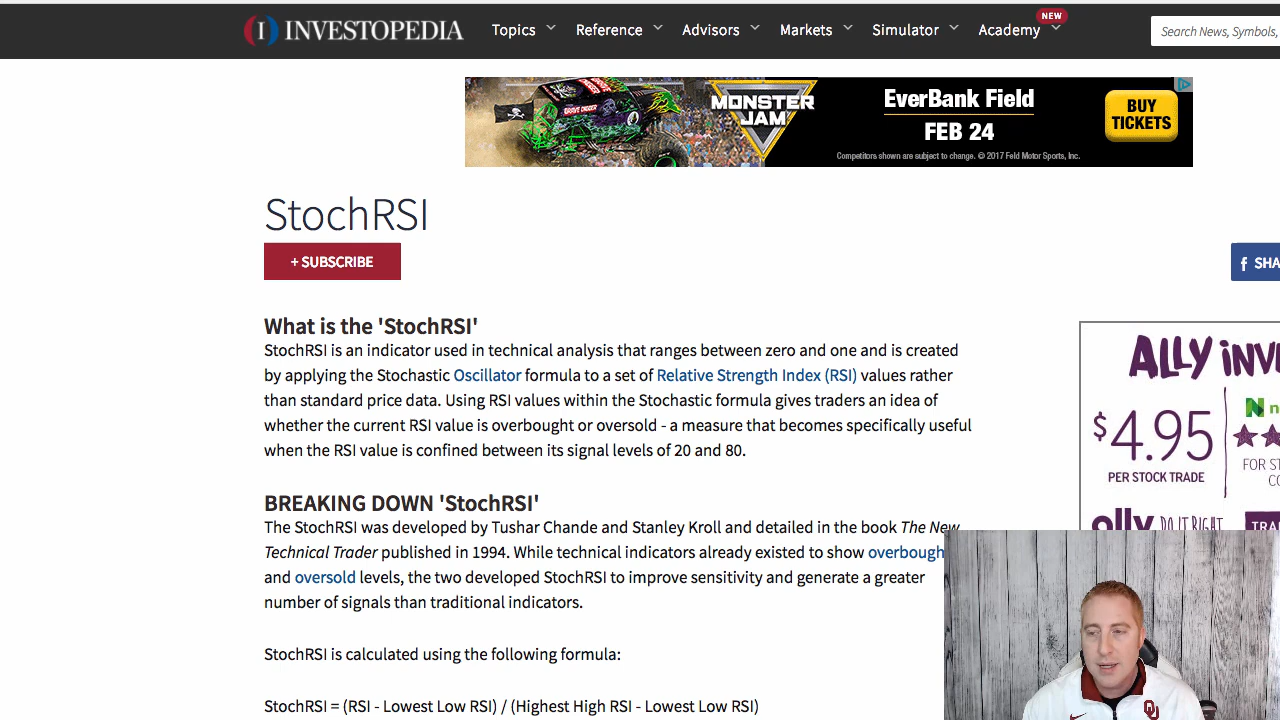 INVESTOPEDIA Topics Reference Advisors Markets Simulator Academy NEW Search News, Symbols,
MONSTER JAM
EverBank Field
FEB 24
BUY TICKETS
Competitors shown are subject to change. © 2017 Feld Motor Sports, Inc.
StochRSI
+ SUBSCRIBE
f SHA
What is the 'StochRSI'
StochRSI is an indicator used in technical analysis that ranges between zero and one and is created
by applying the Stochastic Oscillator formula to a set of Relative Strength Index (RSI) values rather
than standard price data. Using RSI values within the Stochastic formula gives traders an idea of
whether the current RSI value is overbought or oversold - a measure that becomes specifically useful
when the RSI value is confined between its signal levels of 20 and 80.
ALLY INV
$4.95
PER STOCK TRADE
FOR ST
ally DO IT RIGHT
TRA
BREAKING DOWN 'StochRSI'
The StochRSI was developed by Tushar Chande and Stanley Kroll and detailed in the book The New
Technical Trader published in 1994. While technical indicators already existed to show overbough
and oversold levels, the two developed StochRSI to improve sensitivity and generate a greater
number of signals than traditional indicators.
StochRSI is calculated using the following formula:
StochRSI = (RSI - Lowest Low RSI) / (Highest High RSI - Lowest Low RSI)